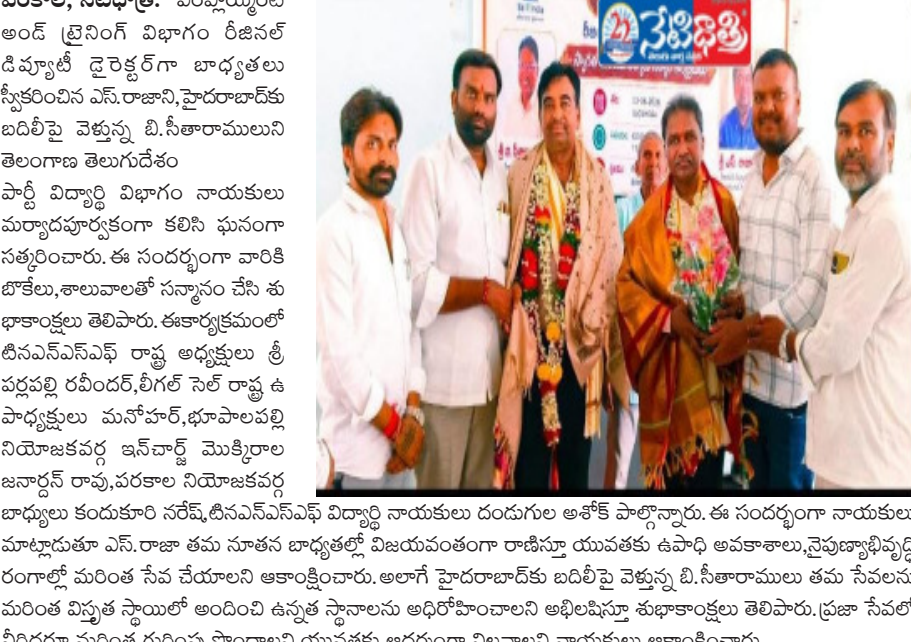 పరకాల, నేటిధాత్రి:
అండ్ ట్రైనింగ్ విభాగం రీజినల్
డివ్యూటీ డైరెక్టర్‌గా బాధ్యతలు
స్వీకరించిన ఎస్.రాజాని,హైదరాబాద్‌కు
బదిలీపై వెళ్తున్న బి.సీతారాములుని
తెలంగాణ తెలుగుదేశం
పార్టీ విద్యార్థి విభాగం నాయకులు
మర్యాదపూర్వకంగా కలిసి ఘనంగా
సత్కరించారు. ఈ సందర్భంగా వారికి
బొకేలు,శాలువాలతో సన్మానం చేసి శు
భాకాంక్షలు తెలిపారు.ఈకార్యక్రమంలో
టినఎన్ఎస్ఎఫ్ రాష్ట్ర అధ్యక్షులు శ్రీ
పర్లపల్లి రవీందర్,లీగల్ సెల్ రాష్ట్ర ఉ
పాధ్యక్షులు మనోహర్,భూపాలపల్లి
నియోజకవర్గ ఇన్‌చార్జ్ మొక్కిరాల
జనార్దన్ రావు,పరకాల నియోజకవర్గ
బాధ్యులు కందుకూరి నరేష్,టినఎన్ఎస్ఎఫ్ విద్యార్థి నాయకులు దండుగుల అశోక్ పాల్గొన్నారు. ఈ సందర్భంగా నాయకులు
మాట్లాడుతూ ఎస్.రాజా తమ నూతన బాధ్యతల్లో విజయవంతంగా రాణిస్తూ యువతకు ఉపాధి అవకాశాలు,నైపుణ్యాభివృద్ధి
రంగాల్లో మరింత సేవ చేయాలని ఆకాంక్షించారు.అలాగే హైదరాబాద్‌కు బదిలీపై వెళ్తున్న బి.సీతారాములు తమ సేవలను
మరింత విస్తృత స్థాయిలో అందించి ఉన్నత స్థానాలను అధిరోహించాలని అభిలషిస్తూ శుభాకాంక్షలు తెలిపారు.ప్రజా సేవలో
నేటిధాత్రి